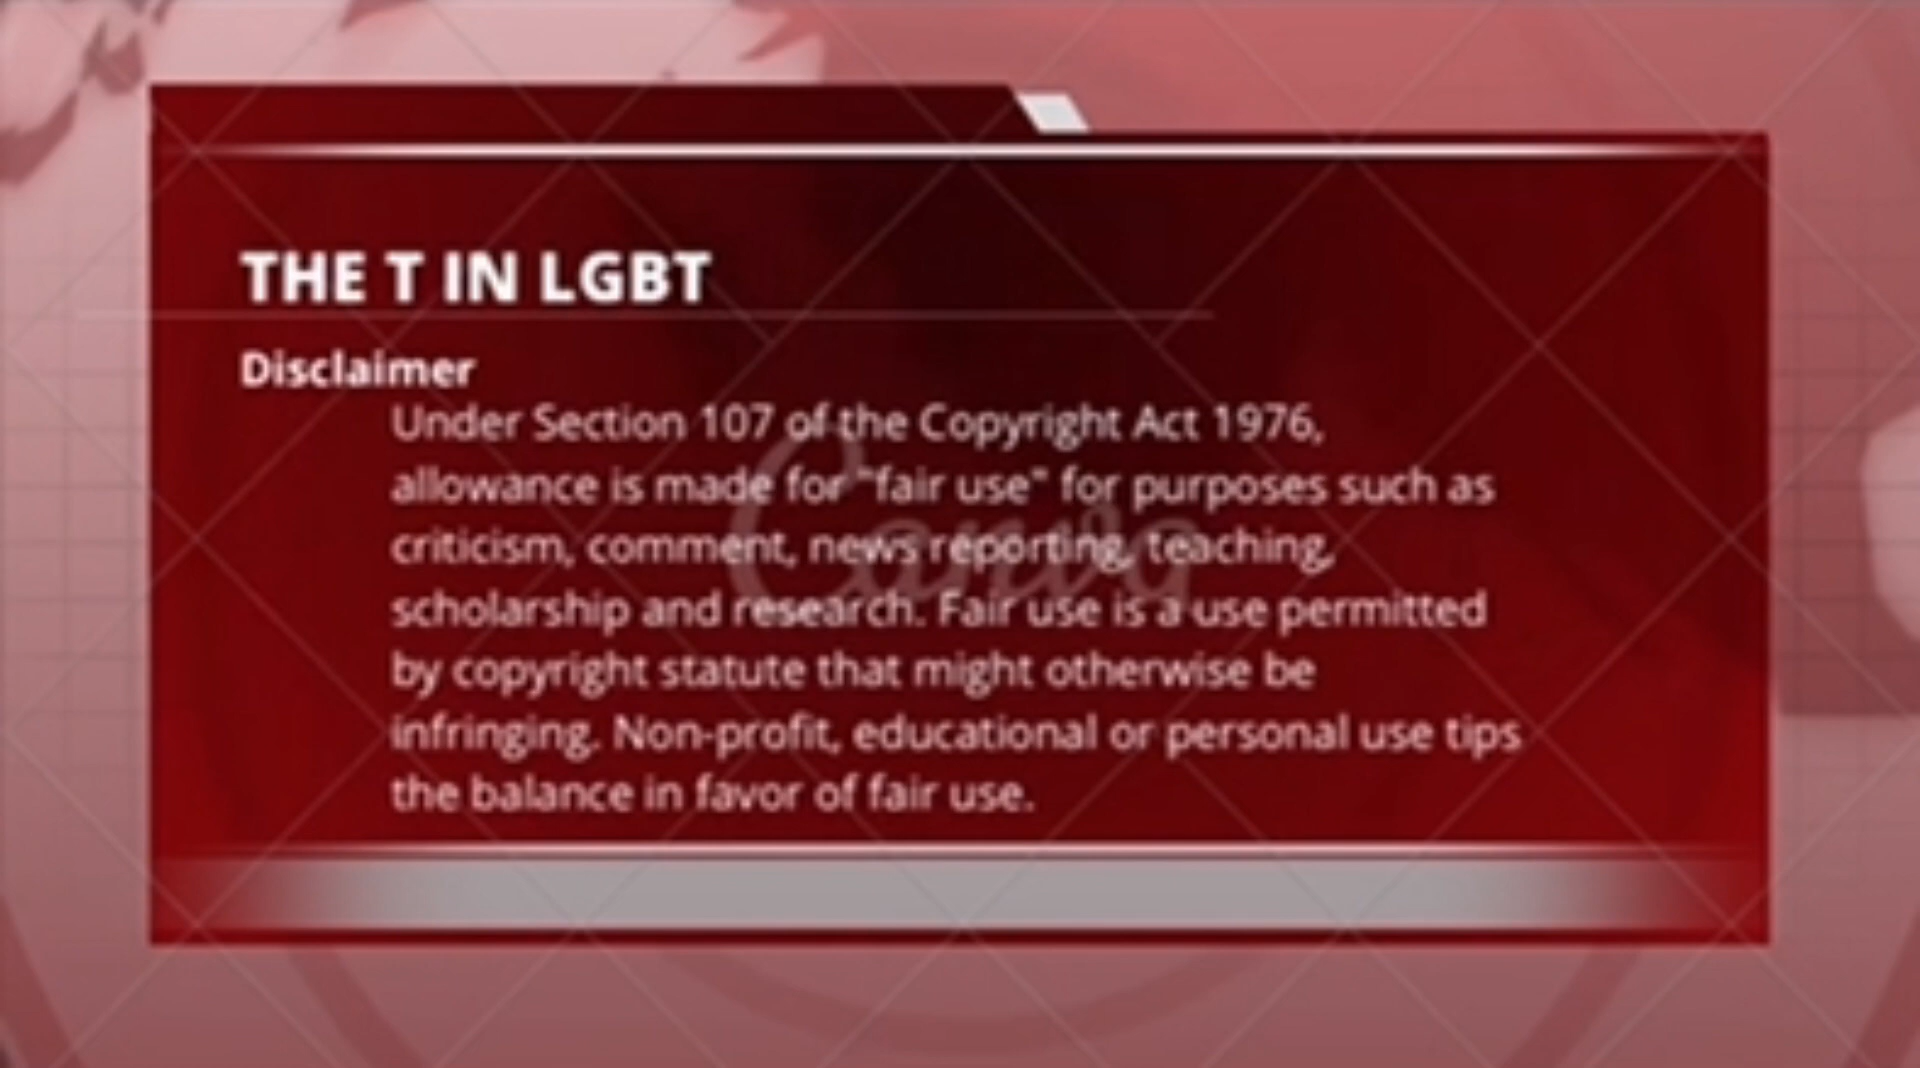 THE T IN LGBT
Disclaimer
Under Section 107 of the Copyright Act 1976,
allowance is made for "fair use" for purposes such as
criticism, comment, news reporting, teaching,
scholarship and research. Fair use is a use permitted
by copyright statute that might otherwise be
infringing. Non-profit, educational or personal use tips
the balance in favor of fair use.
Canva